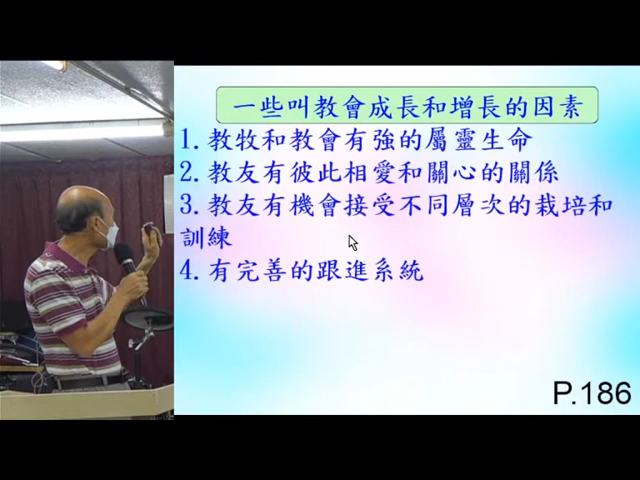 一些叫教會成長和增長的因素
1.教牧和教會有強的屬靈生命
2.教友有彼此相愛和關心的關係
3.教友有機會接受不同層次的栽培和
訓練
4.有完善的跟進系統
P.186